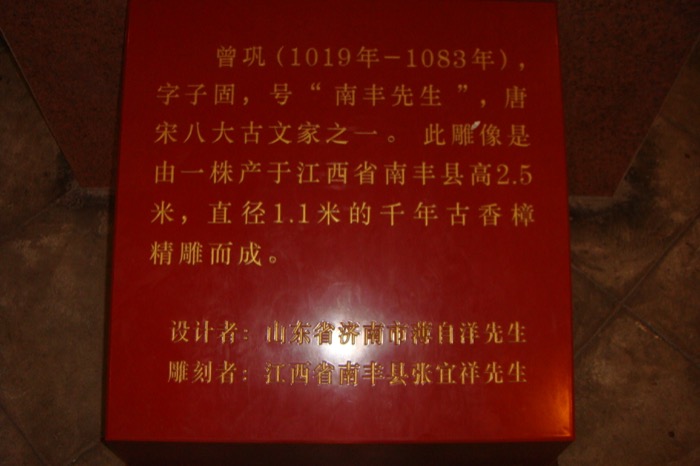 曾巩(1019年－1083年),
字子固，号“南丰先生”，唐
宋八大古文家之一。此雕像是
由一株产于江西省南丰县高2.5
米，直径1.1米的千年古香樟
精雕而成。
设计者：山东省济南市薄自洋先生
雕刻者：江西省南丰县张宜祥先生